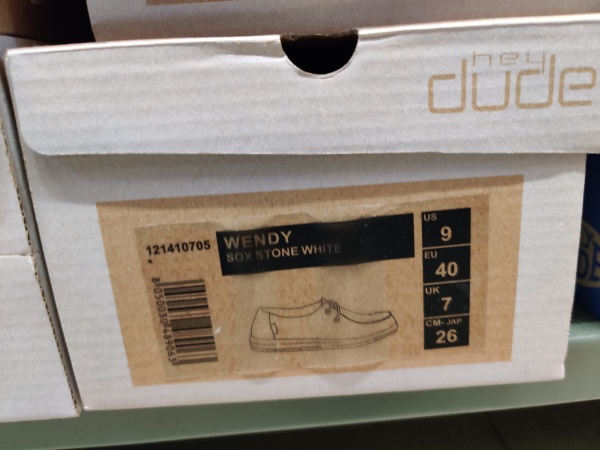 hey
dude
121410705
WENDY
SOX STONE WHITE
US
9
EU
40
UK
7
CM- JAP
26